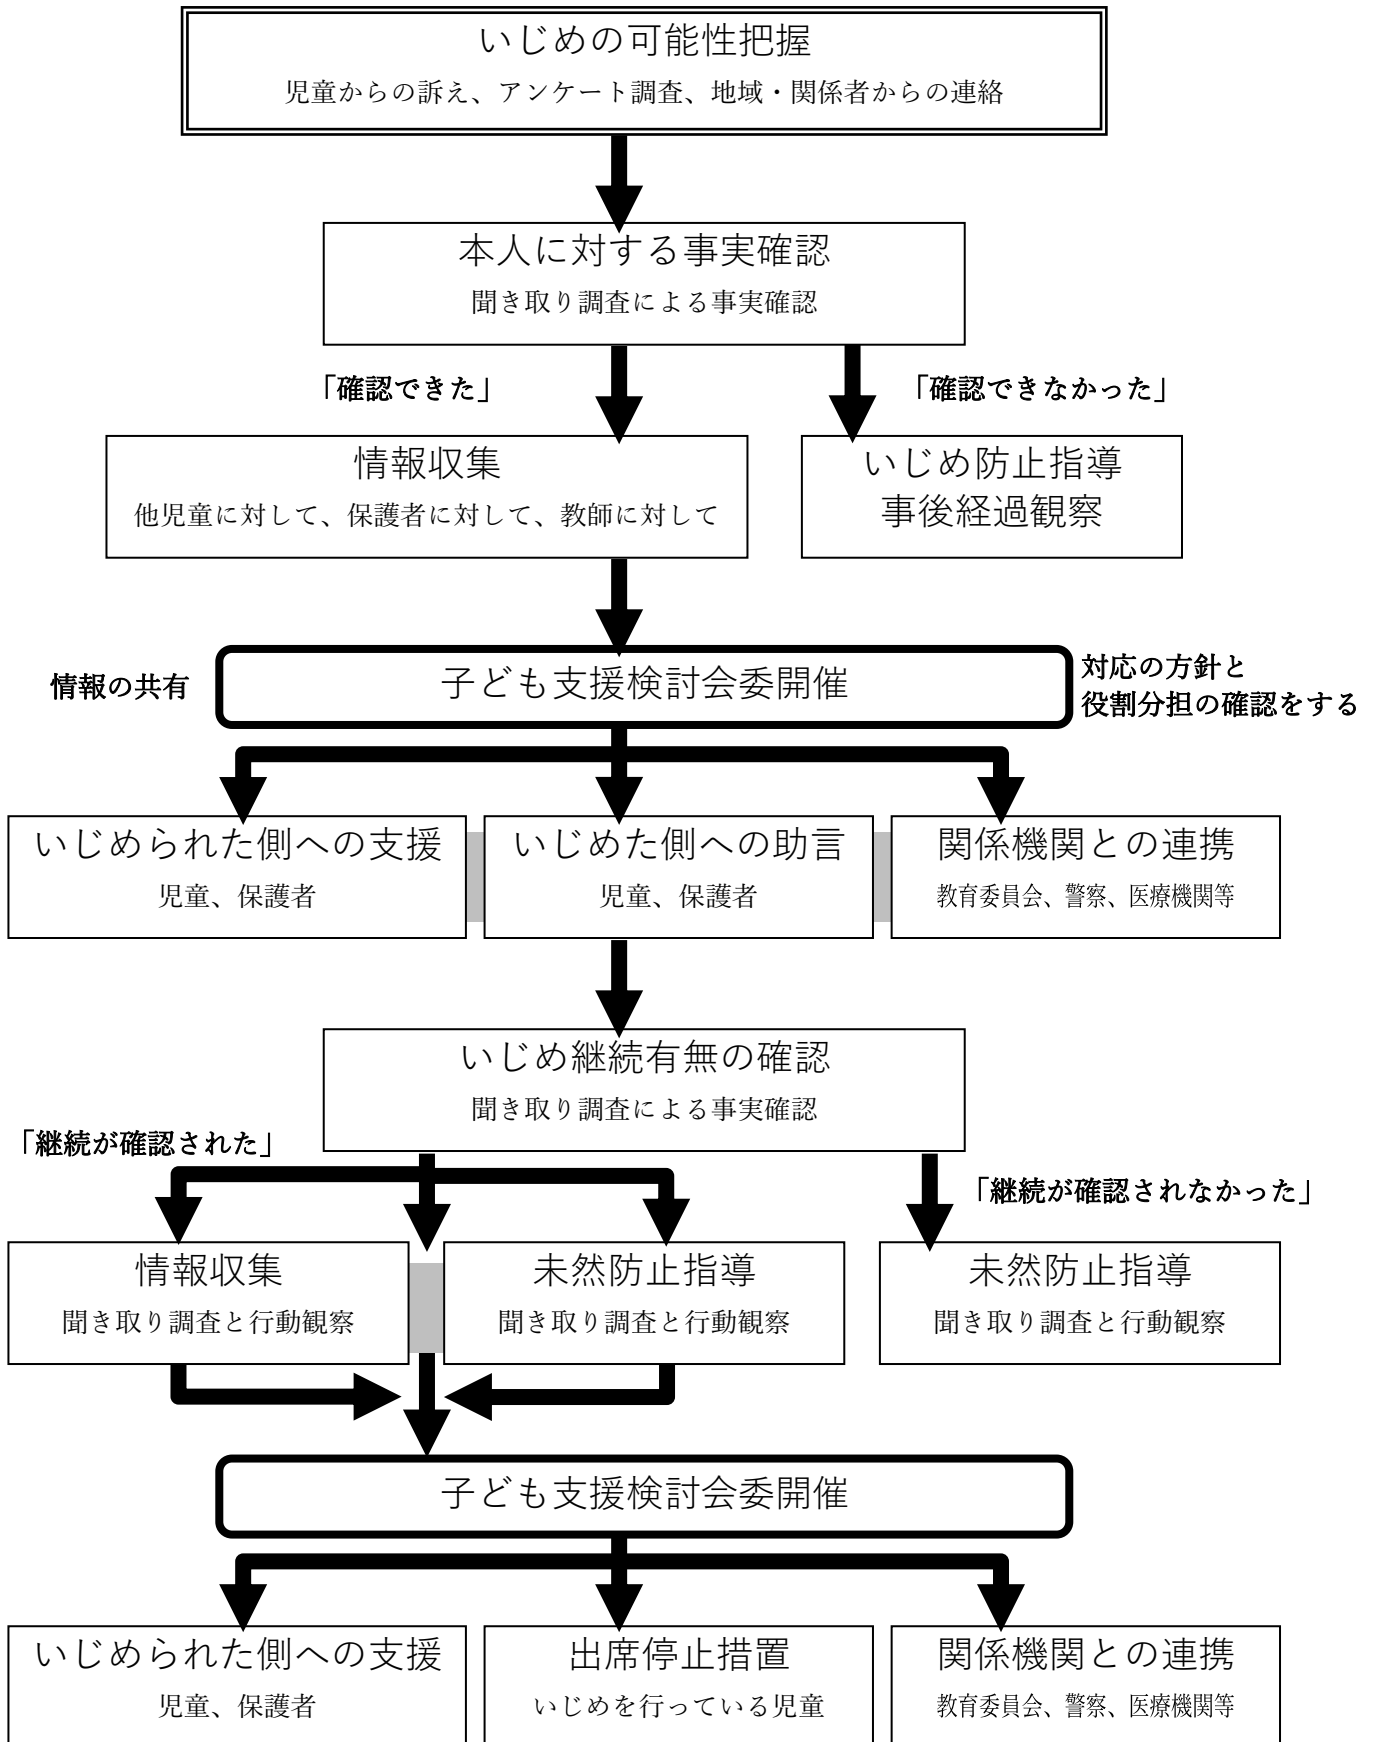 いじめの可能性把握
児童からの訴え、アンケート調査、地域・関係者からの連絡
本人に対する事実確認
聞き取り調査による事実確認
「確認できた」
「確認できなかった」
情報収集
他児童に対して、保護者に対して、教師に対して
いじめ防止指導
事後経過観察
情報の共有
子ども支援検討会委開催
対応の方針と
役割分担の確認をする
いじめられた側への支援
児童、保護者
いじめた側への助言
児童、保護者
関係機関との連携
教育委員会、警察、医療機関等
いじめ継続有無の確認
聞き取り調査による事実確認
「継続が確認された」
「継続が確認されなかった」
情報収集
聞き取り調査と行動観察
未然防止指導
聞き取り調査と行動観察
未然防止指導
聞き取り調査と行動観察
子ども支援検討会委開催
いじめられた側への支援
児童、保護者
出席停止措置
いじめを行っている児童
関係機関との連携
教育委員会、警察、医療機関等